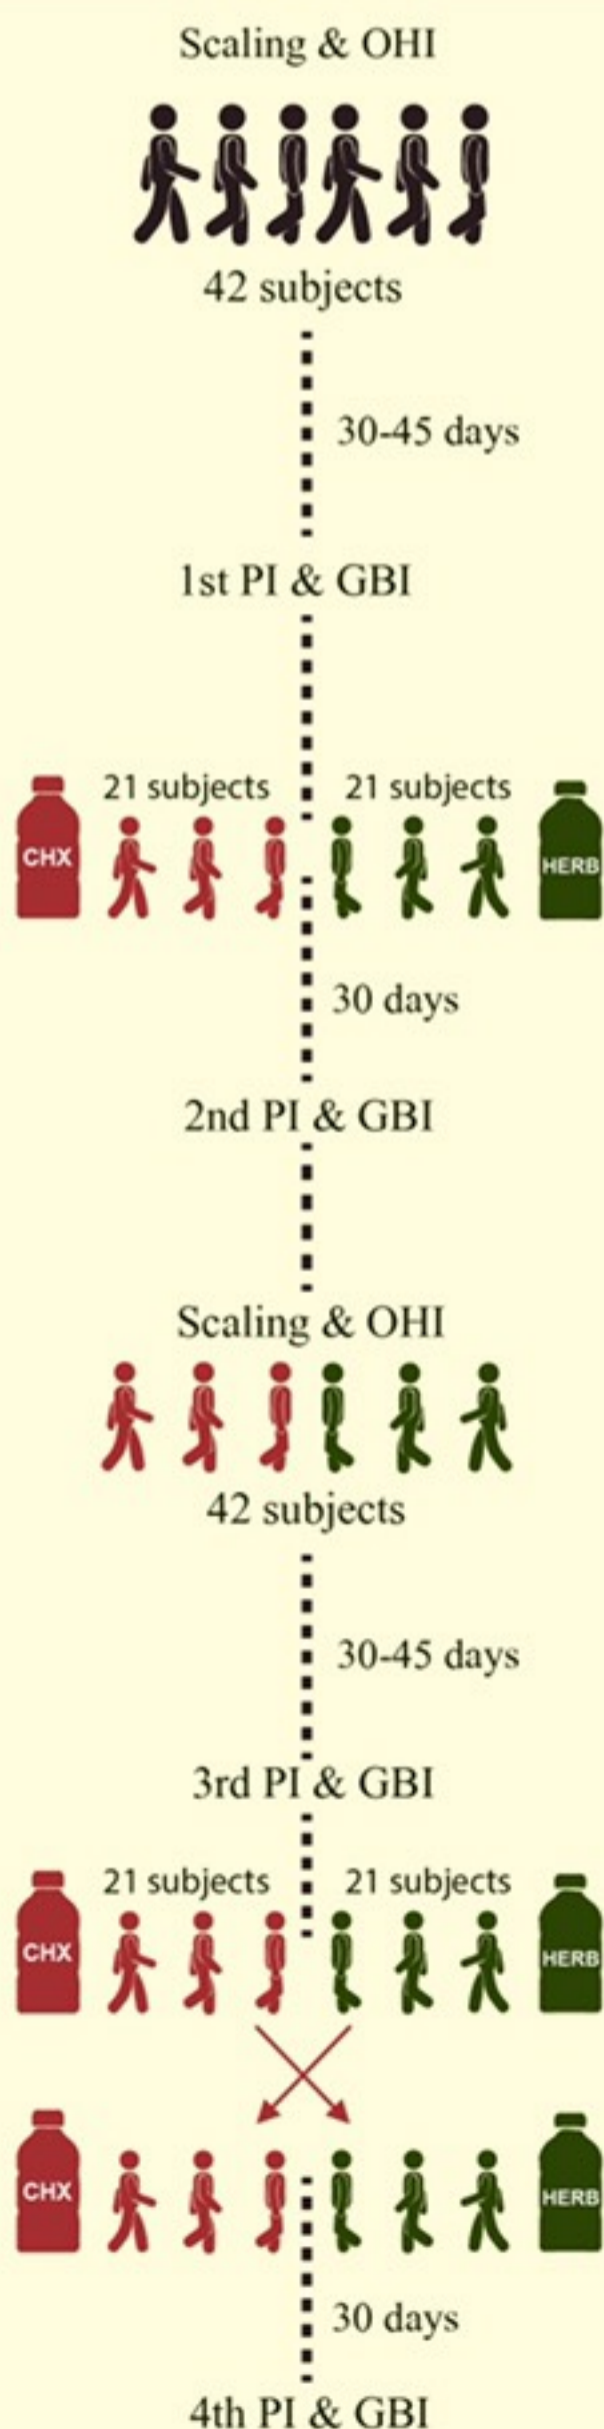 Scaling & OHI
42 subjects
30-45 days
1st PI & GBI
21 subjects 21 subjects
CHX HERB
30 days
2nd PI & GBI
Scaling & OHI
42 subjects
30-45 days
3rd PI & GBI
21 subjects 21 subjects
CHX HERB
CHX HERB
30 days
4th PI & GBI